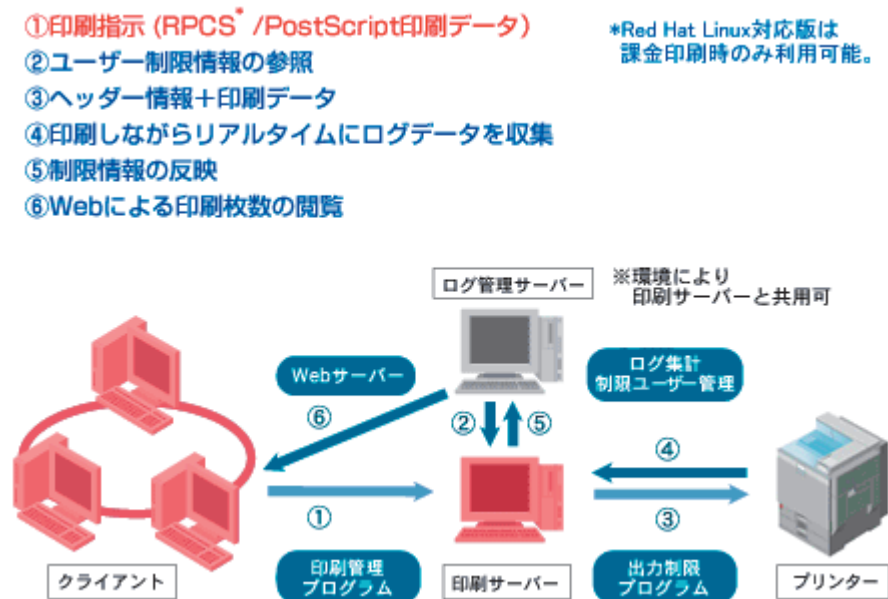 ①印刷指示 (RPCS* /PostScript印刷データ)
*Red Hat Linux対応版は
課金印刷時のみ利用可能。
②ユーザー制限情報の参照
③ヘッダー情報+印刷データ
④印刷しながらリアルタイムにログデータを収集
⑤制限情報の反映
⑥Webによる印刷枚数の閲覧
ログ管理サーバー
※環境により
印刷サーバーと共用可
Webサーバー
ログ集計
制限ユーザー管理
⑥
②
⑤
④
①
③
印刷管理
プログラム
出力制限
プログラム
クライアント
印刷サーバー
プリンター